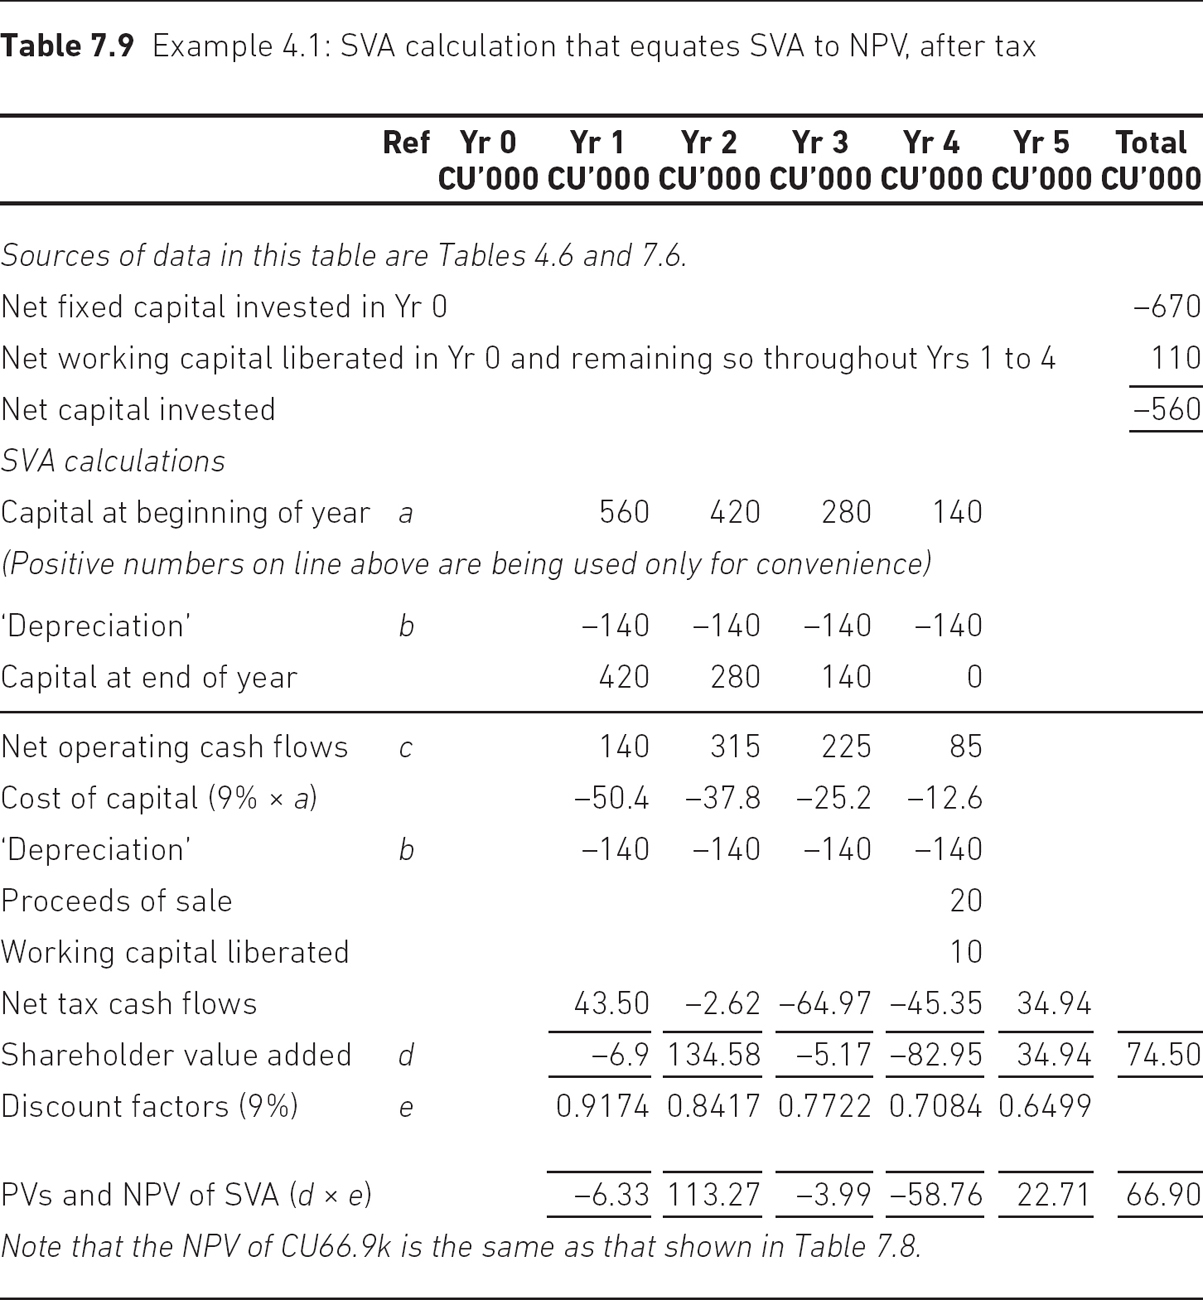 Table 7.9 Example 4.1: SVA calculation that equates SVA to NPV, after tax
Ref Yr 0 Yr 1 Yr 2 Yr 3 Yr 4 Yr 5 Total
CU’000 CU’000 CU’000 CU’000 CU’000 CU’000 CU’000
Sources of data in this table are Tables 4.6 and 7.6.
Net fixed capital invested in Yr 0 –670
Net working capital liberated in Yr 0 and remaining so throughout Yrs 1 to 4 110
Net capital invested –560
SVA calculations
Capital at beginning of year a 560 420 280 140
(Positive numbers on line above are being used only for convenience)
‘Depreciation’ b –140 –140 –140 –140
Capital at end of year 420 280 140 0
Net operating cash flows c 140 315 225 85
Cost of capital (9% × a) –50.4 –37.8 –25.2 –12.6
‘Depreciation’ b –140 –140 –140 –140
Proceeds of sale 20
Working capital liberated 10
Net tax cash flows 43.50 –2.62 –64.97 –45.35 34.94
Shareholder value added d –6.9 134.58 –5.17 –82.95 34.94 74.50
Discount factors (9%) e 0.9174 0.8417 0.7722 0.7084 0.6499
PVs and NPV of SVA (d × e) –6.33 113.27 –3.99 –58.76 22.71 66.90
Note that the NPV of CU66.9k is the same as that shown in Table 7.8.